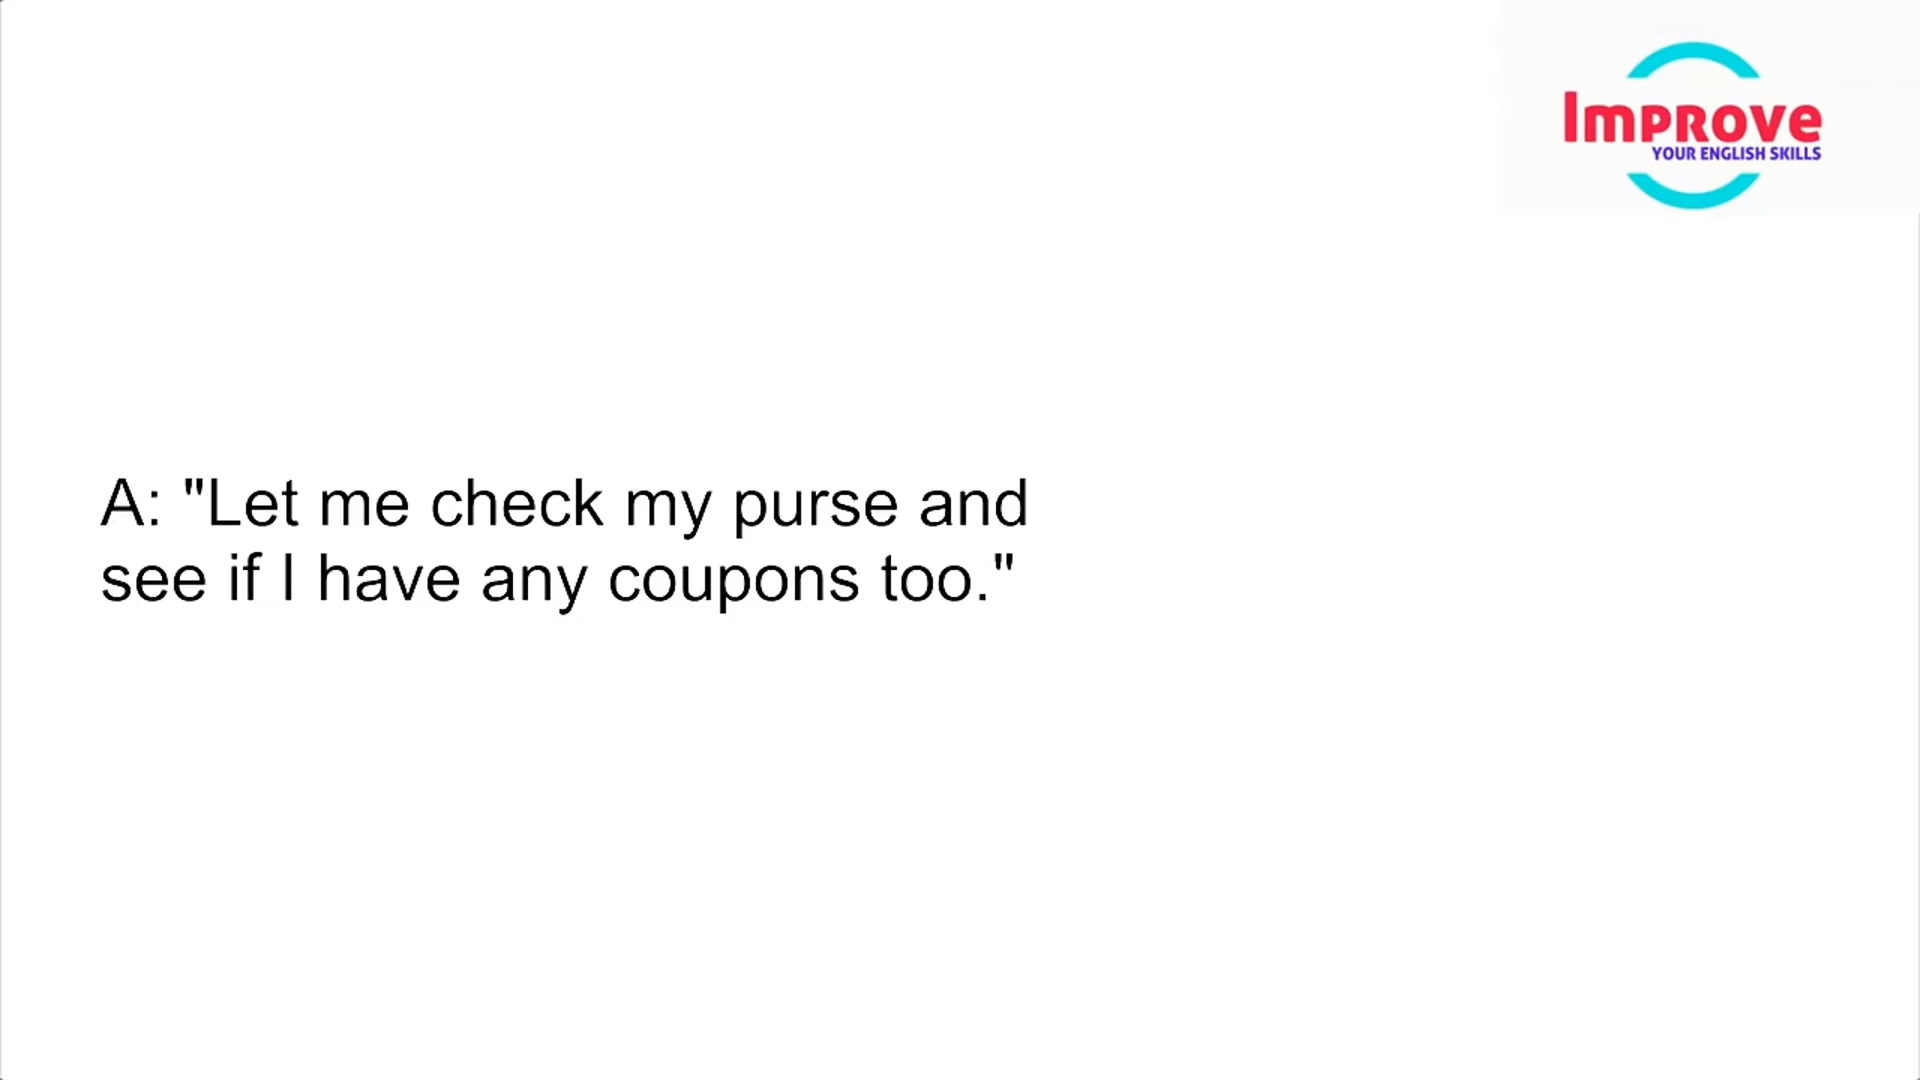 Improve
YOUR ENGLISH SKILLS
A: "Let me check my purse and
see if I have any coupons too."